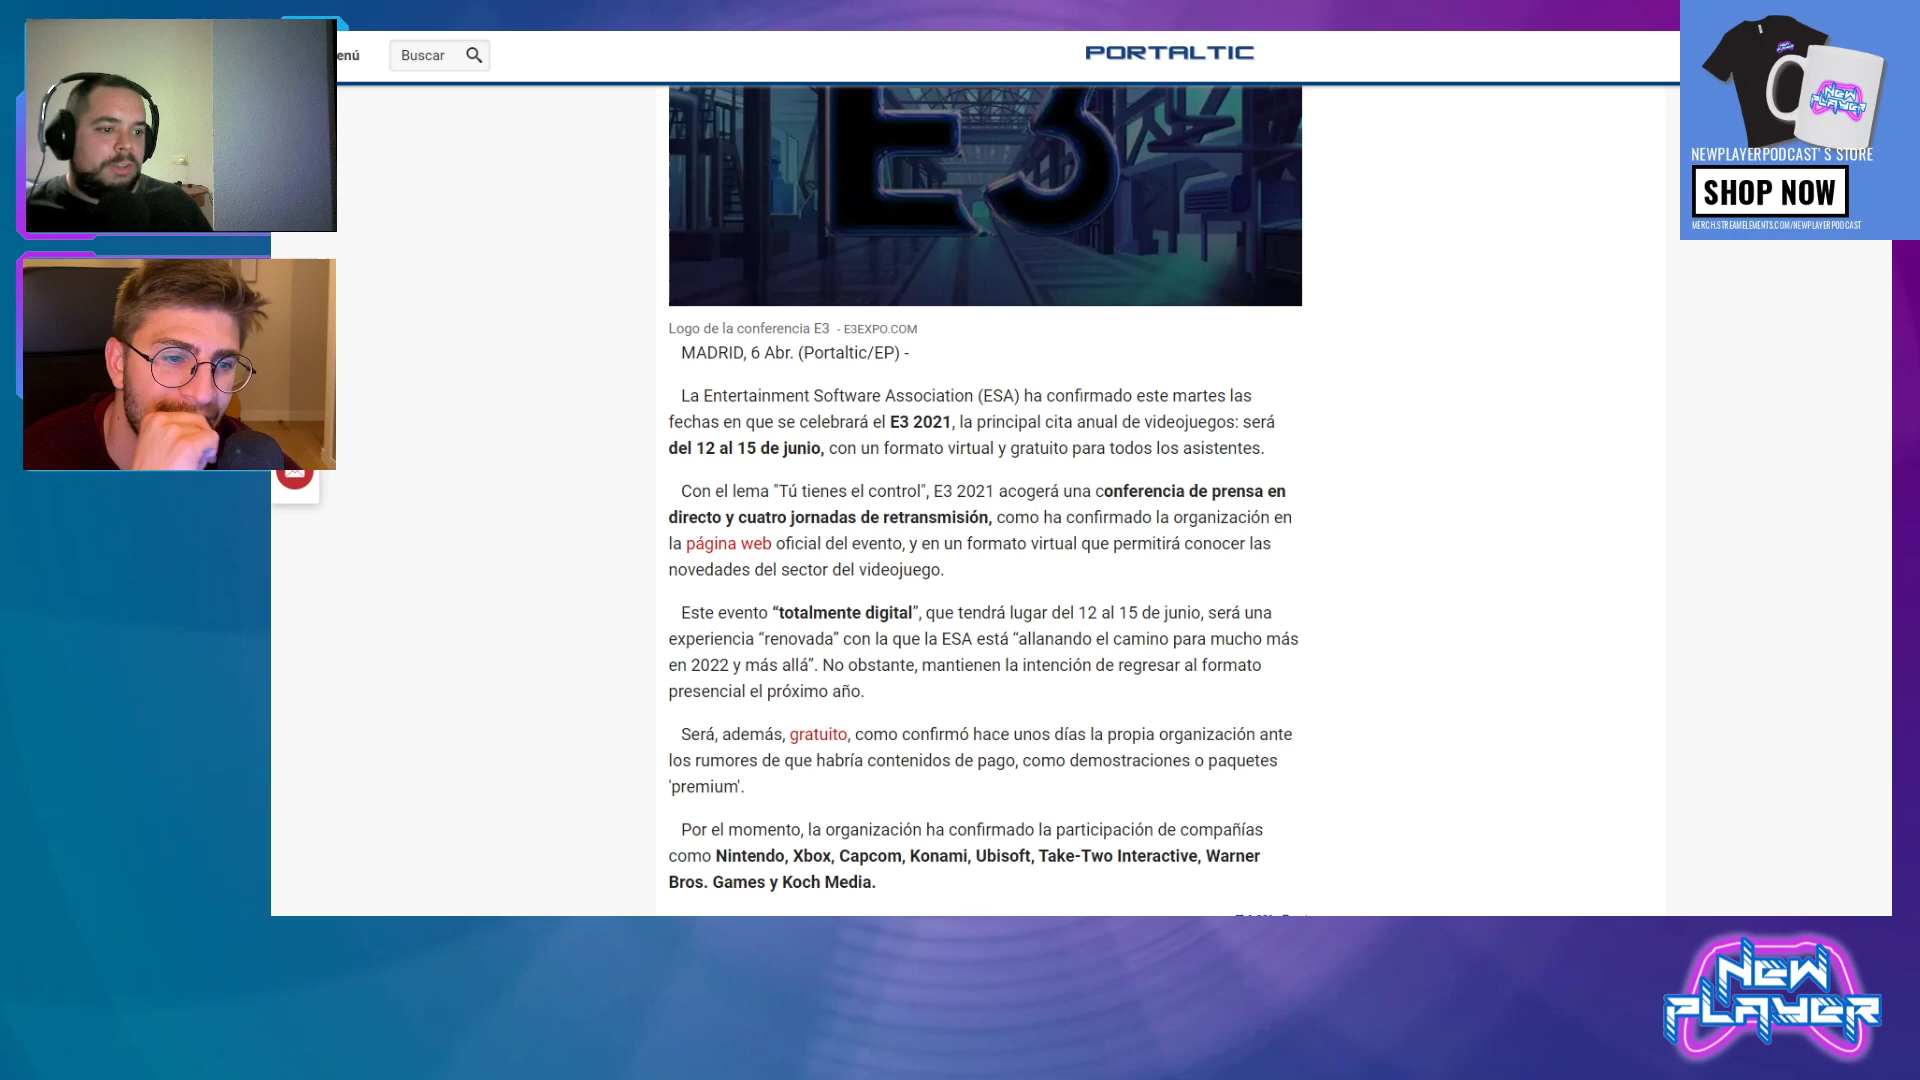 enú
Buscar
PORTALTIC
E3
Logo de la conferencia E3 - E3EXPO.COM
MADRID, 6 Abr. (Portaltic/EP) -
La Entertainment Software Association (ESA) ha confirmado este martes las
fechas en que se celebrará el E3 2021, la principal cita anual de videojuegos: será
del 12 al 15 de junio, con un formato virtual y gratuito para todos los asistentes.
Con el lema "Tú tienes el control", E3 2021 acogerá una conferencia de prensa en
directo y cuatro jornadas de retransmisión, como ha confirmado la organización en
la página web oficial del evento, y en un formato virtual que permitirá conocer las
novedades del sector del videojuego.
Este evento “totalmente digital”, que tendrá lugar del 12 al 15 de junio, será una
experiencia “renovada” con la que la ESA está “allanando el camino para mucho más
en 2022 y más allá”. No obstante, mantienen la intención de regresar al formato
presencial el próximo año.
Será, además, gratuito, como confirmó hace unos días la propia organización ante
los rumores de que habría contenidos de pago, como demostraciones o paquetes
'premium'.
Por el momento, la organización ha confirmado la participación de compañías
como Nintendo, Xbox, Capcom, Konami, Ubisoft, Take-Two Interactive, Warner
Bros. Games y Koch Media.
NEW
PLAYER
NEWPLAYERPODCAST'S STORE
SHOP NOW
MERCH.STREAMELEMENTS.COM/NEWPLAYERPODCAST
NEW
PLAYER